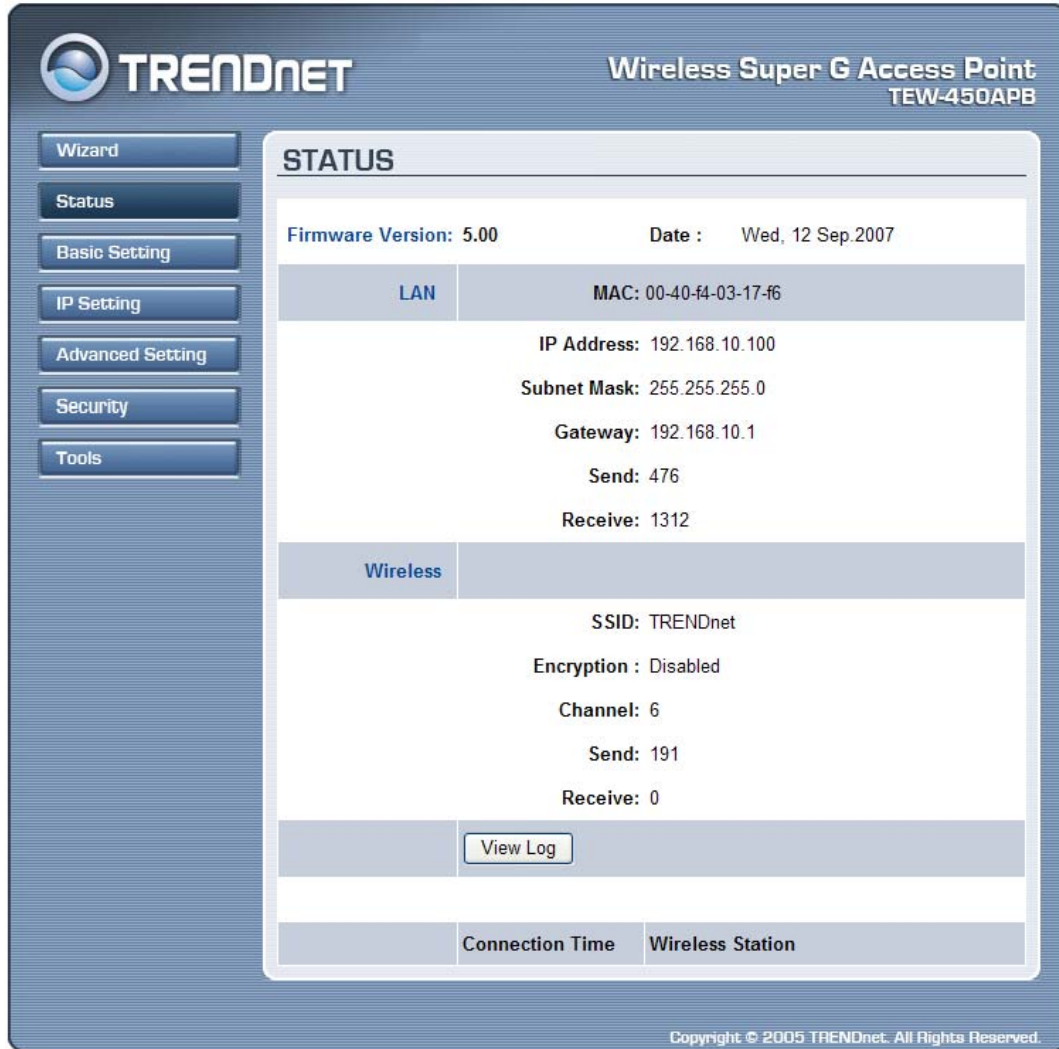 TRENDNET
Wireless Super G Access Point
TEW-450APB
Wizard
Status
Basic Setting
IP Setting
Advanced Setting
Security
Tools
STATUS
Firmware Version: 5.00 Date : Wed, 12 Sep.2007
LAN MAC: 00-40-f4-03-17-f6
IP Address: 192.168.10.100
Subnet Mask: 255.255.255.0
Gateway: 192.168.10.1
Send: 476
Receive: 1312
Wireless
SSID: TRENDnet
Encryption : Disabled
Channel: 6
Send: 191
Receive: 0
View Log
Connection Time Wireless Station
Copyright © 2005 TRENDnet. All Rights Reserved.